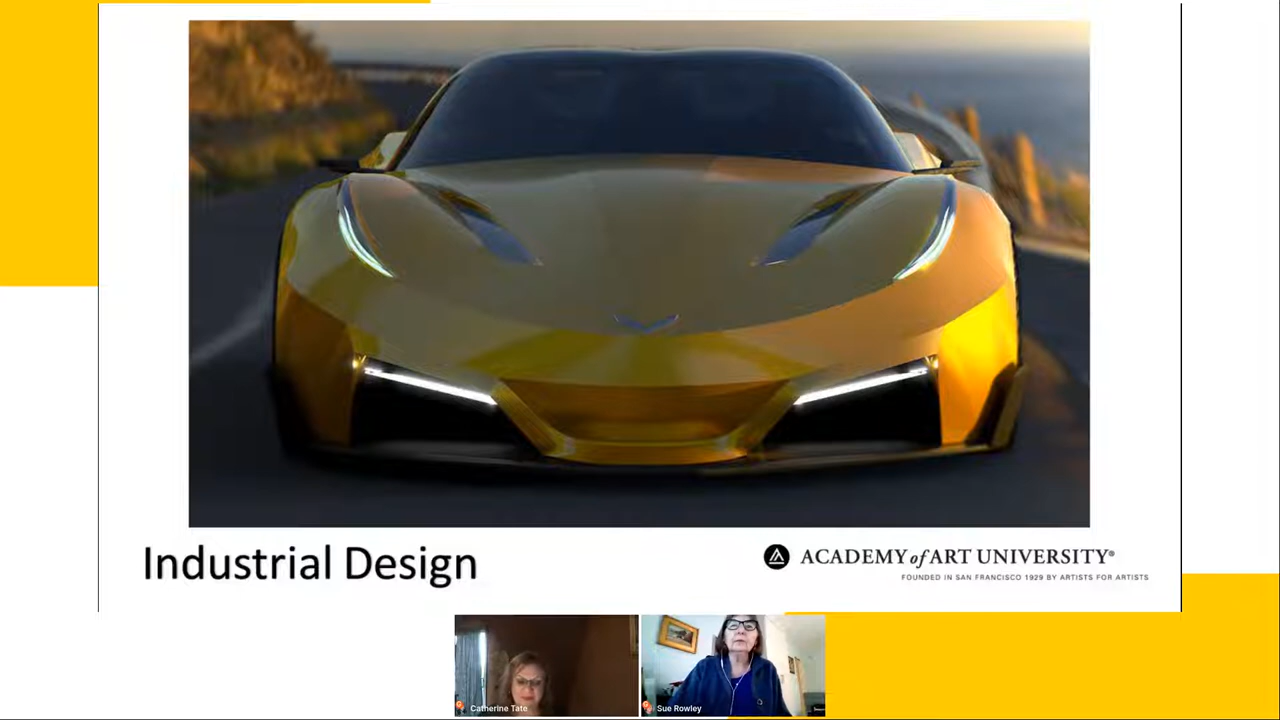 Industrial Design
ACADEMY of ART UNIVERSITY®
FOUNDED IN SAN FRANCISCO 1929 BY ARTISTS FOR ARTISTS
Catherine Tate
Sue Rowley